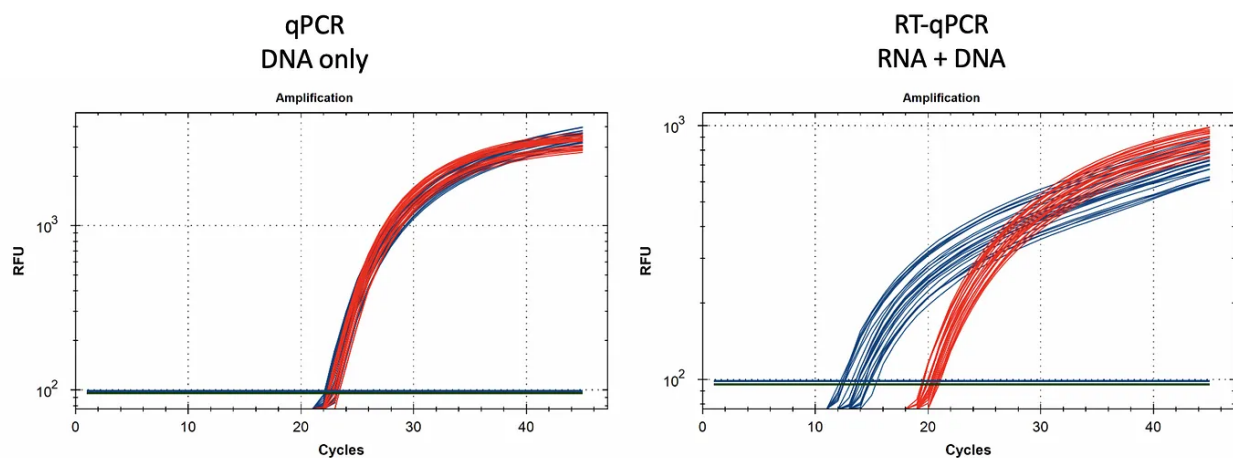 qPCR
DNA only
Amplification
10³
10²
RFU
0 10 20 30 40
Cycles
RT-qPCR
RNA + DNA
Amplification
10³
10²
RFU
0 10 20 30 40
Cycles